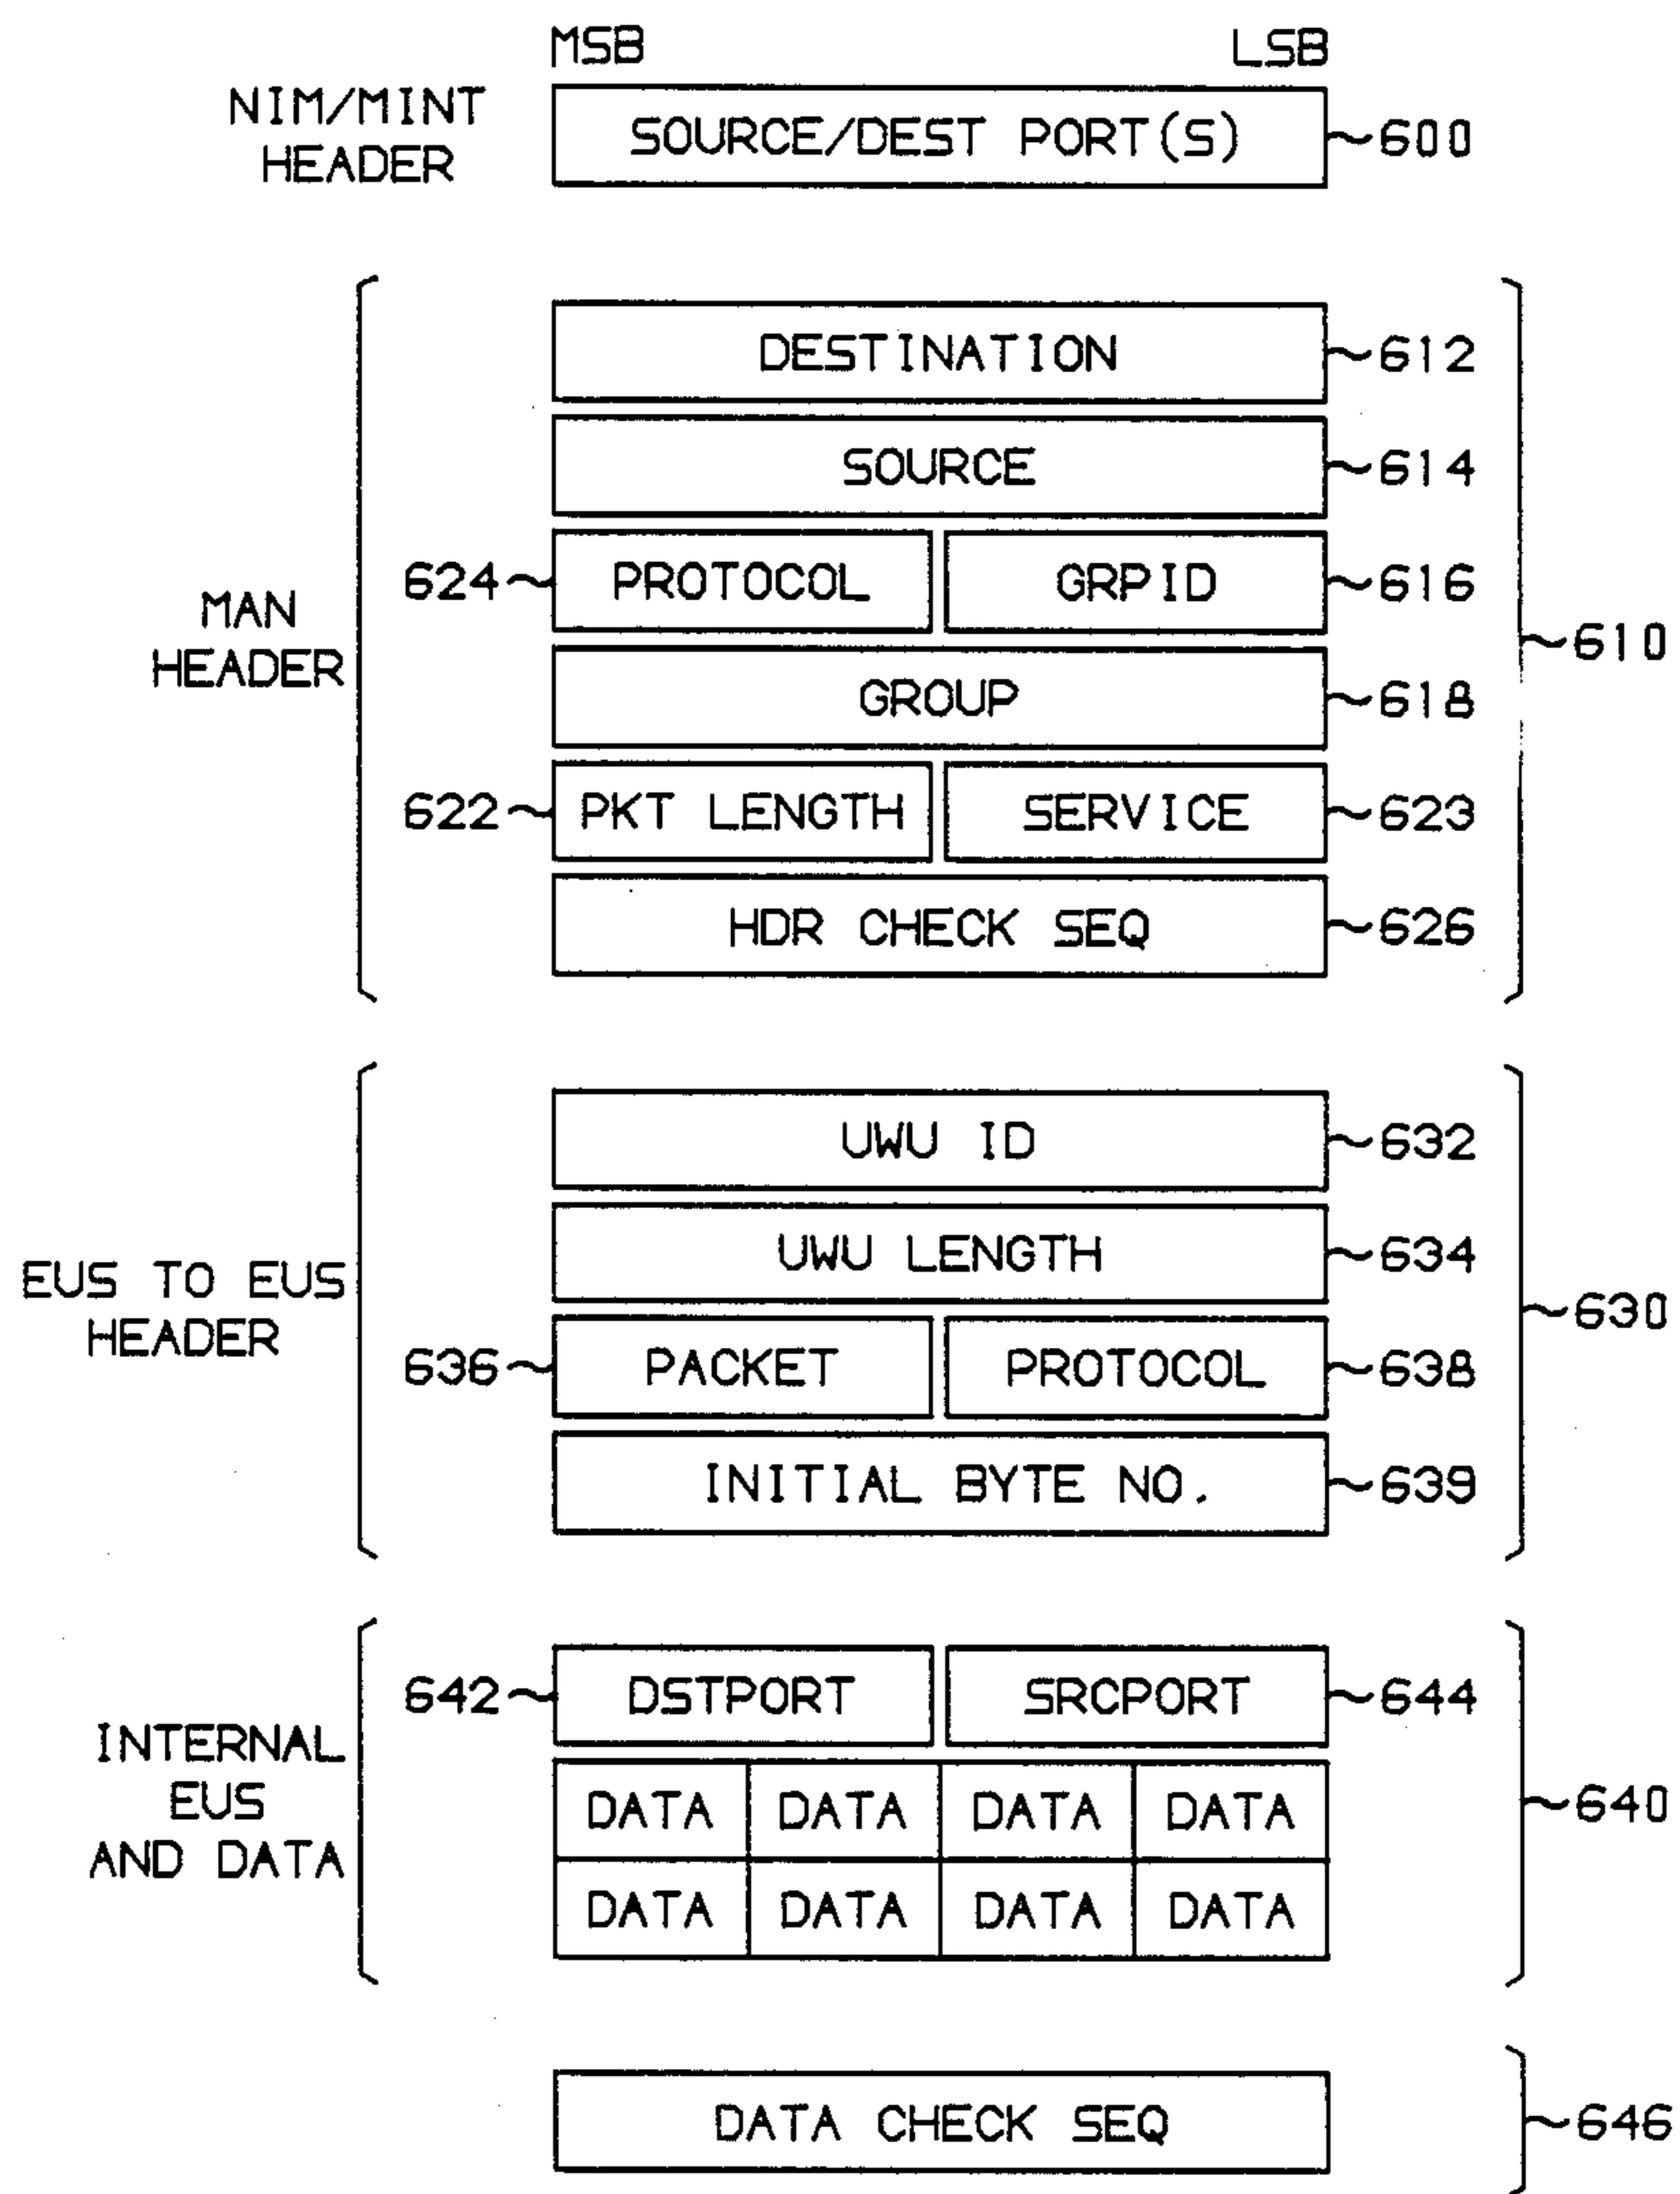 MSB LSB
NIM/MINT
HEADER
SOURCE/DEST PORT(S) 600
MAN
HEADER
610
DESTINATION 612
SOURCE 614
624 PROTOCOL GRPID 616
GROUP 618
622 PKT LENGTH SERVICE 623
HDR CHECK SEQ 626
EUS TO EUS
HEADER
630
UWU ID 632
UWU LENGTH 634
636 PACKET PROTOCOL 638
INITIAL BYTE NO. 639
INTERNAL
EUS
AND DATA
640
642 DSTPORT SRCPORT 644
DATA DATA DATA DATA
DATA DATA DATA DATA
DATA CHECK SEQ 646